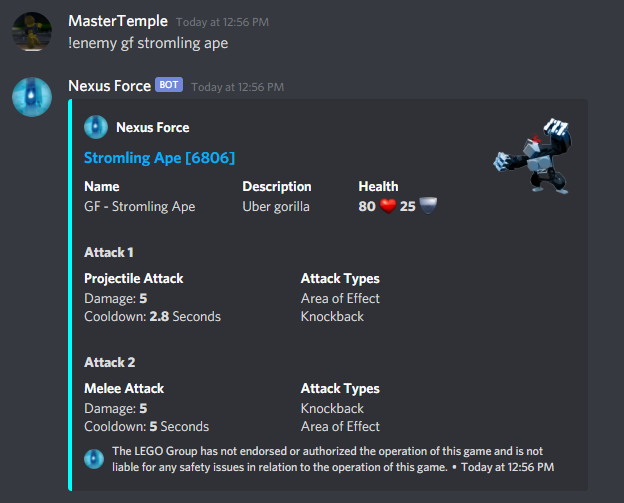 MasterTemple Today at 12:56 PM
!enemy gf stromling ape
Nexus Force BOT Today at 12:56 PM
Nexus Force
Stromling Ape [6806]
Name Description Health
GF - Stromling Ape Uber gorilla 80 ❤️ 25 🛡️
Attack 1
Projectile Attack Attack Types
Damage: 5 Area of Effect
Cooldown: 2.8 Seconds Knockback
Attack 2
Melee Attack Attack Types
Damage: 5 Knockback
Cooldown: 5 Seconds Area of Effect
The LEGO Group has not endorsed or authorized the operation of this game and is not
liable for any safety issues in relation to the operation of this game. • Today at 12:56 PM